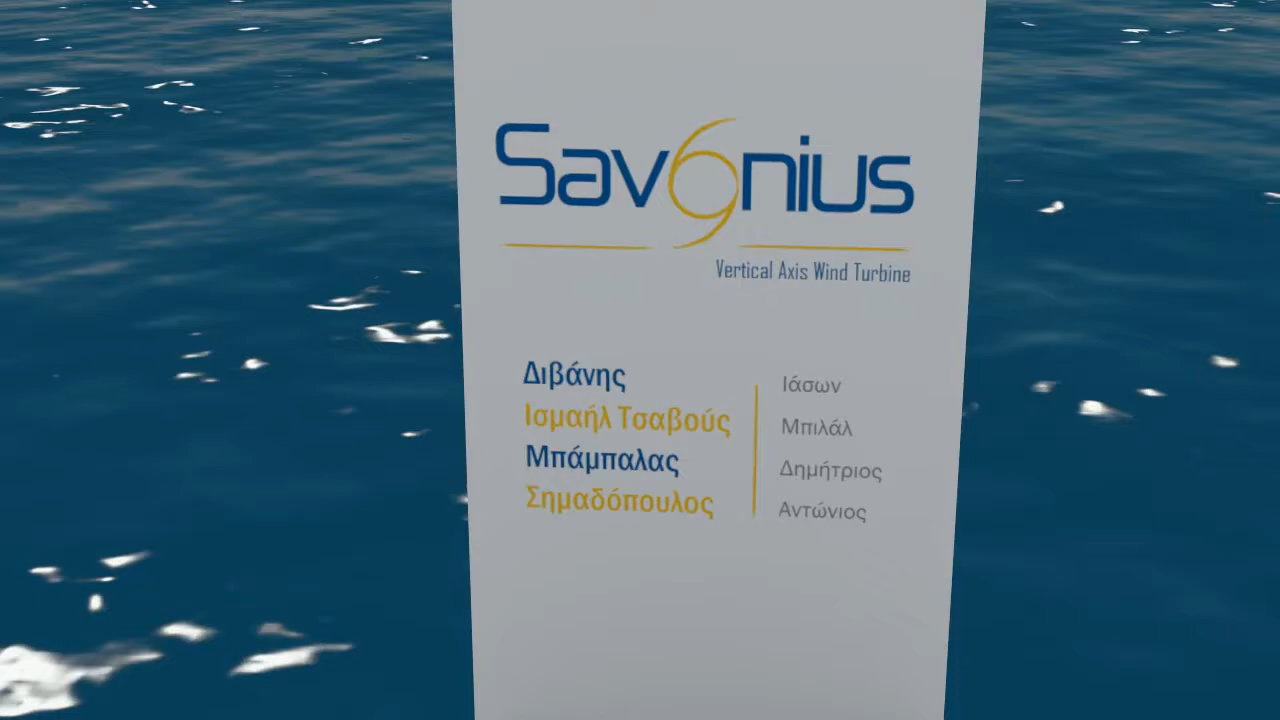 Savonius
Vertical Axis Wind Turbine
Διβάνης Ιάσων
Ισμαήλ Τσαβούς Μπιλάλ
Μπάμπαλας Δημήτριος
Σημαδόπουλος Αντώνιος